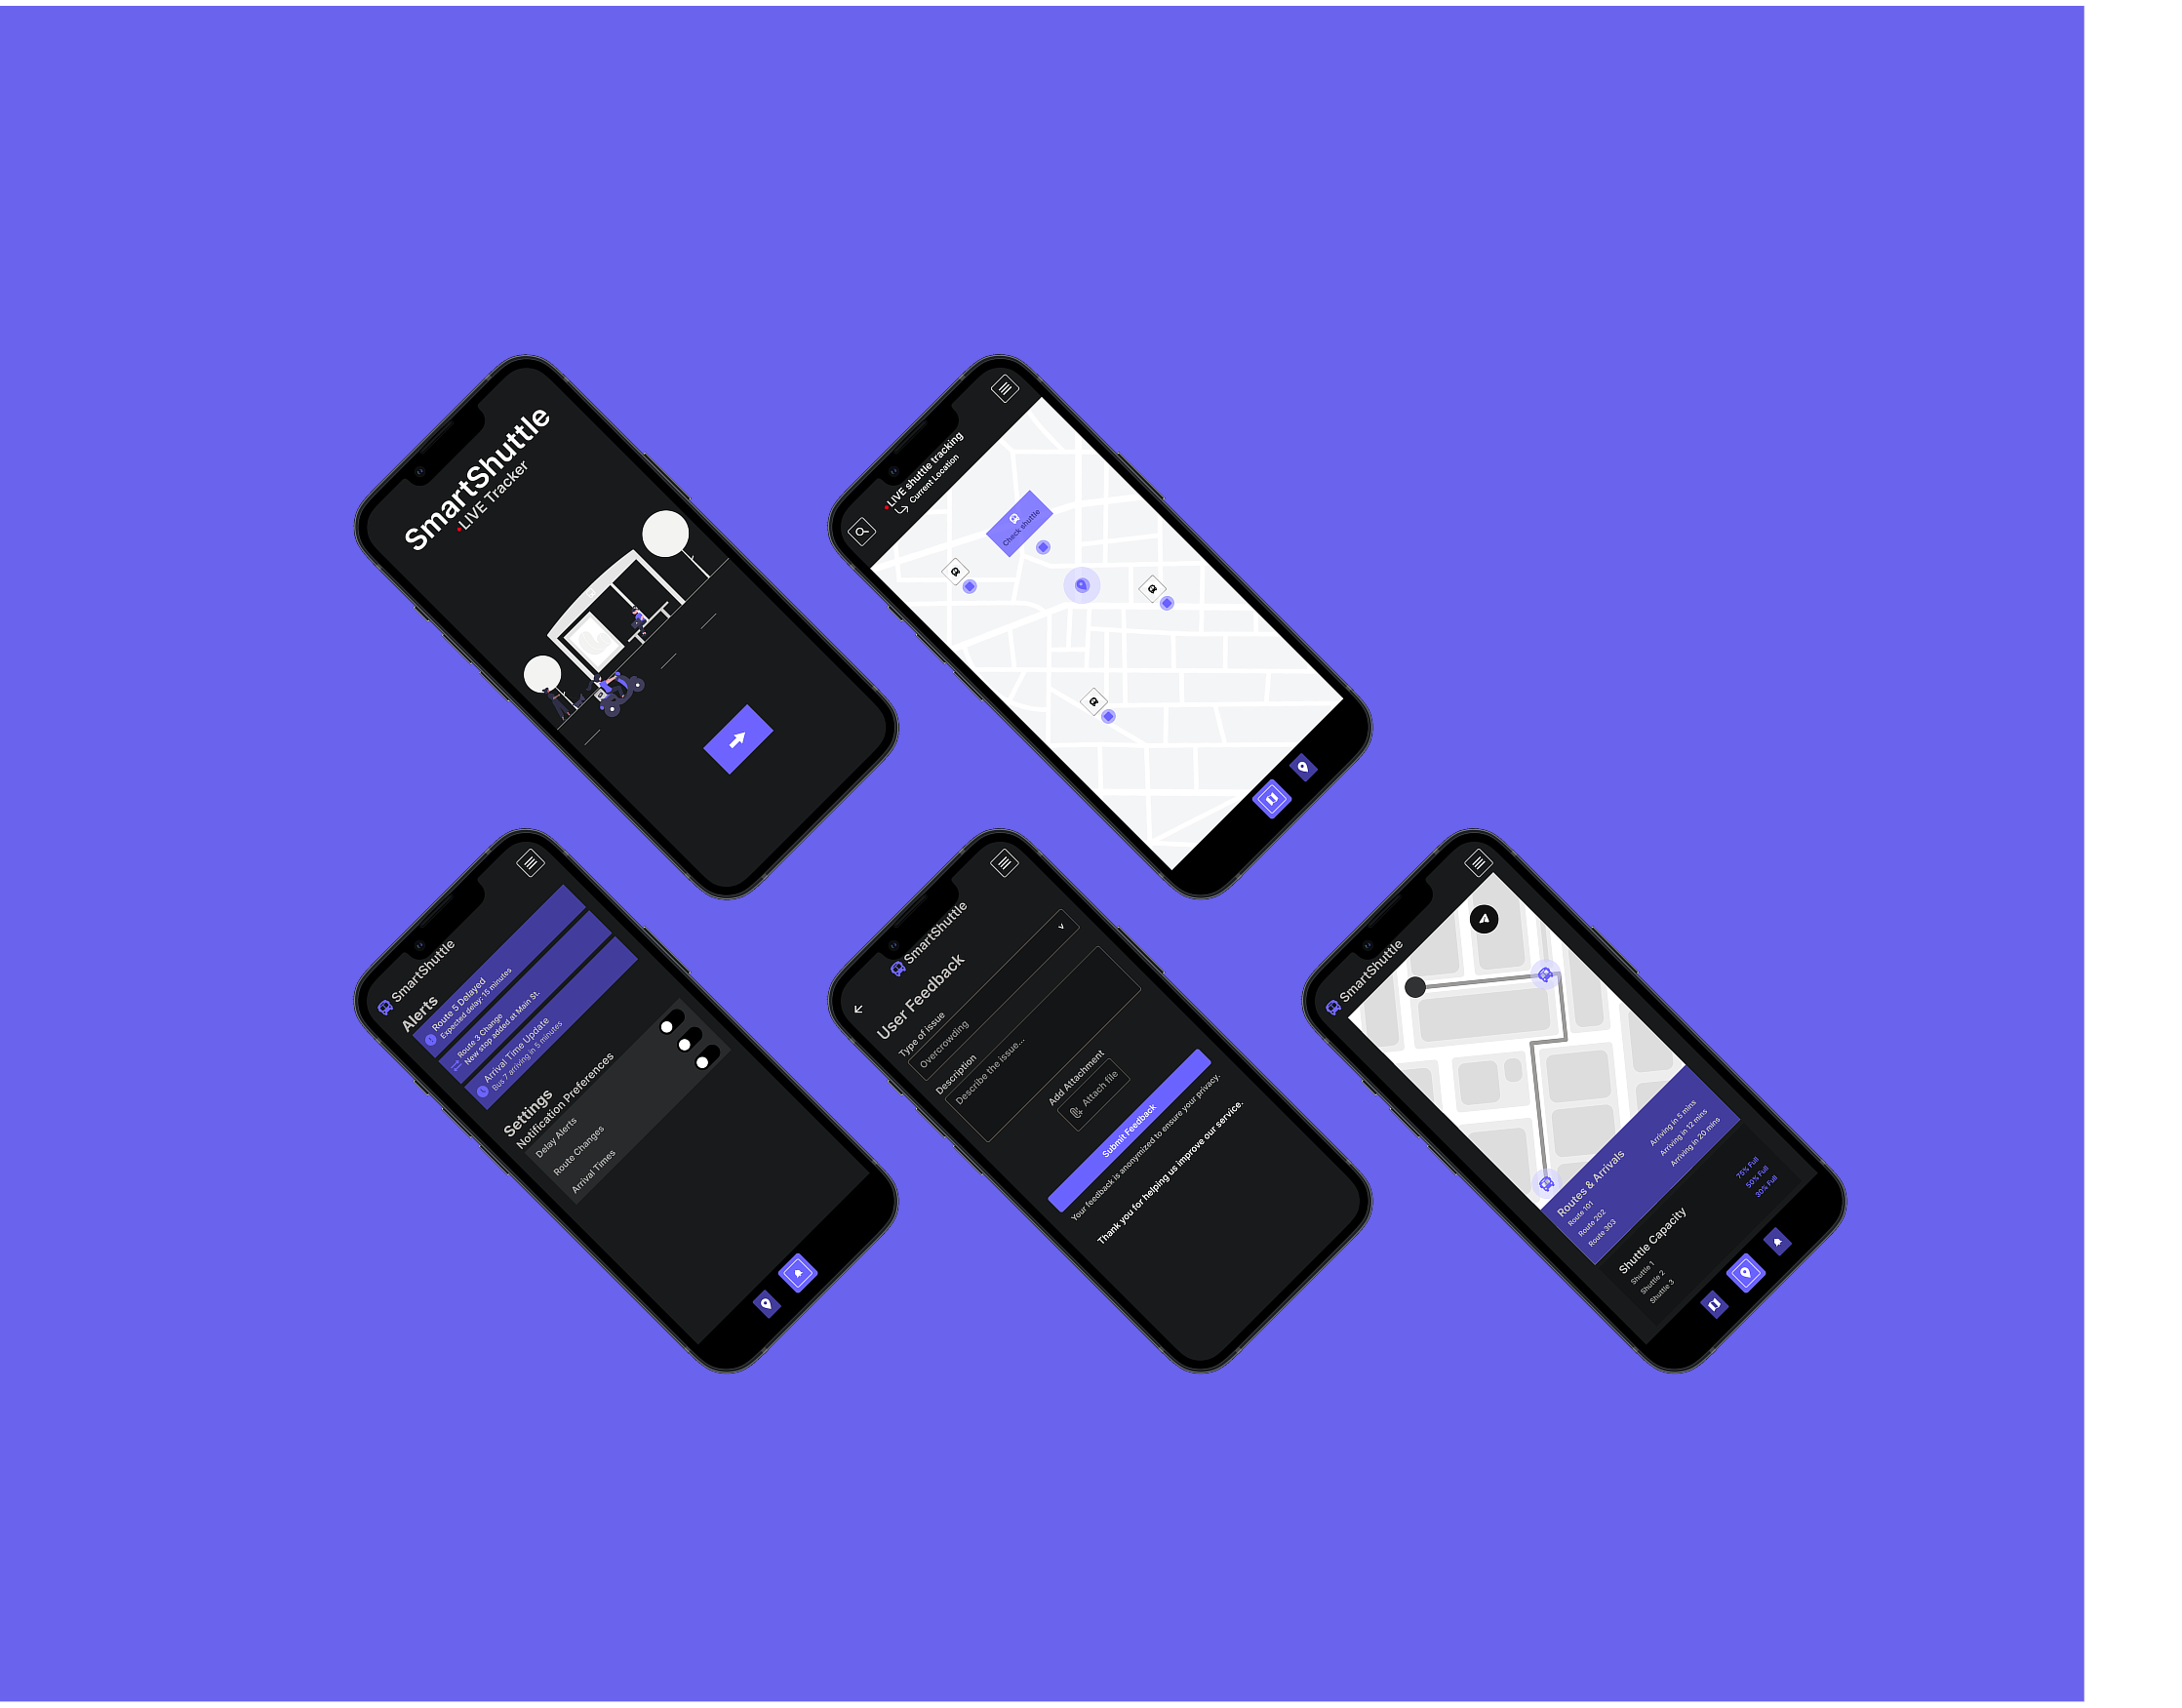 SmartShuttle
LIVE Tracker
LIVE shuttle tracking
Current Location
Check shuttle
SmartShuttle
Alerts
Route 5 Delayed
Expected delay: 15 minutes
Route 3 Change
New stop added at Main St.
Arrival Time Update
Bus 7 arriving in 5 minutes
Settings
Notification Preferences
Delay Alerts
Route Changes
Arrival Times
SmartShuttle
User Feedback
Type of issue
Overcrowding
Description
Describe the issue...
Add Attachment
Attach file
Submit Feedback
Your feedback is anonymized to ensure your privacy.
Thank you for helping us improve our service.
SmartShuttle
Routes & Arrivals
Route 101 Arriving in 5 mins
Route 202 Arriving in 12 mins
Route 303 Arriving in 20 mins
Shuttle Capacity
Shuttle 1 75% Full
Shuttle 2 50% Full
Shuttle 3 30% Full